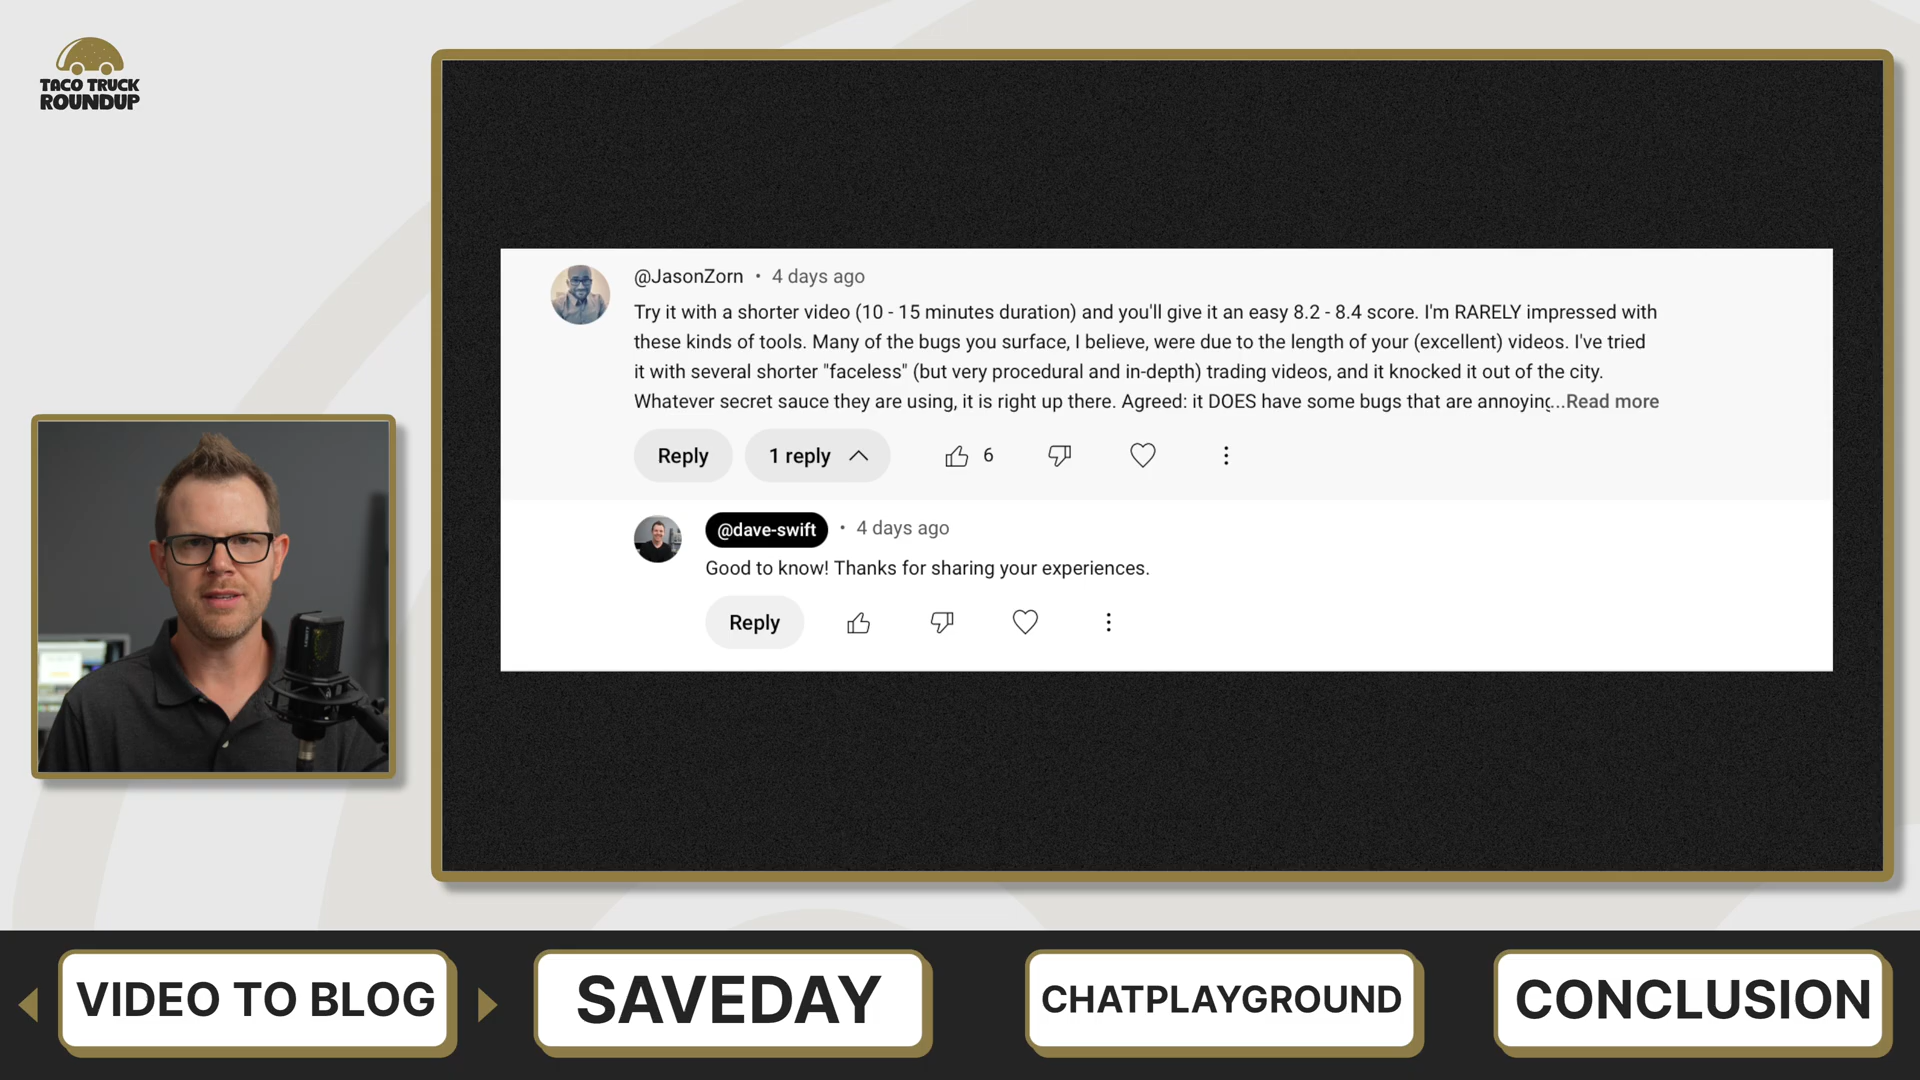 TACO TRUCK
ROUNDUP
@JasonZorn • 4 days ago
Try it with a shorter video (10 - 15 minutes duration) and you'll give it an easy 8.2 - 8.4 score. I'm RARELY impressed with
these kinds of tools. Many of the bugs you surface, I believe, were due to the length of your (excellent) videos. I've tried
it with several shorter "faceless" (but very procedural and in-depth) trading videos, and it knocked it out of the city.
Whatever secret sauce they are using, it is right up there. Agreed: it DOES have some bugs that are annoying...Read more
Reply 1 reply 6
@dave-swift • 4 days ago
Good to know! Thanks for sharing your experiences.
Reply
VIDEO TO BLOG SAVEDAY CHATPLAYGROUND CONCLUSION